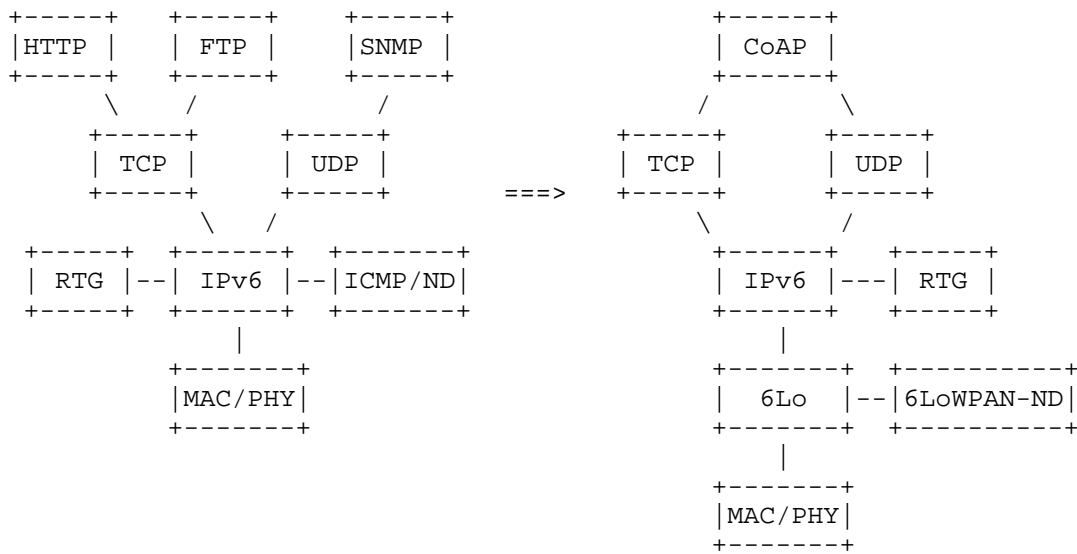 HTTP FTP SNMP CoAP
TCP UDP TCP UDP
===>
RTG -- IPv6 -- ICMP/ND IPv6 --- RTG
MAC/PHY 6Lo -- 6LoWPAN-ND
MAC/PHY